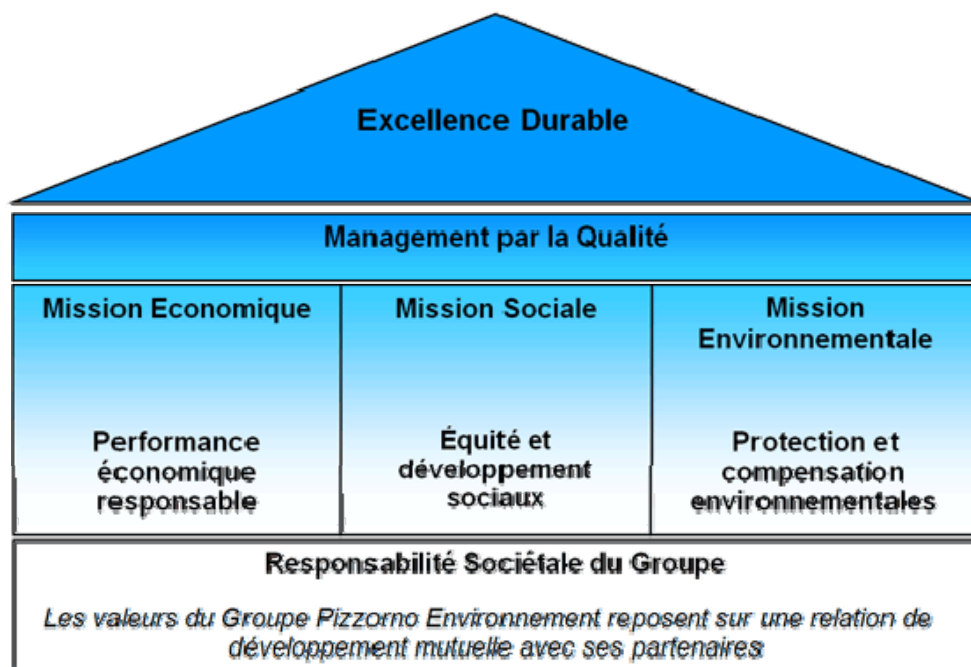 Excellence Durable
Management par la Qualité
Mission Economique
Performance
économique
responsable
Mission Sociale
Équité et
développement
sociaux
Mission
Environnementale
Protection et
compensation
environnementales
Responsabilité Sociétale du Groupe
Les valeurs du Groupe Pizzorno Environnement reposent sur une relation de
développement mutuelle avec ses partenaires